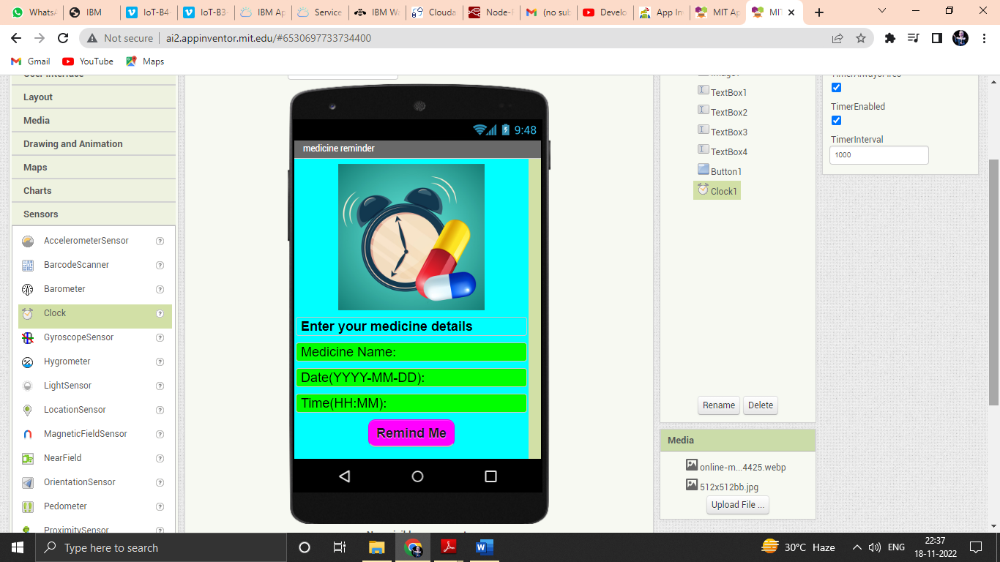 WhatsA
IBM
IoT-B4-
IoT-B3-
IBM Ap
Service
IBM Wa
Clouda
Node-r
(no sub
Develo
App In
MIT Ap
MIT
Not secure
ai2.appinventor.mit.edu/#6530697733734400
Gmail
YouTube
Maps
User Interface
Layout
Media
Drawing and Animation
Maps
Charts
Sensors
AccelerometerSensor
BarcodeScanner
Barometer
Clock
GyroscopeSensor
Hygrometer
LightSensor
LocationSensor
MagneticFieldSensor
NearField
OrientationSensor
Pedometer
ProximitySensor
9:48
medicine reminder
Enter your medicine details
Medicine Name:
Date(YYYY-MM-DD):
Time(HH:MM):
Remind Me
Image1
TextBox1
TextBox2
TextBox3
TextBox4
Button1
Clock1
Rename
Delete
Media
online-m...4425.webp
512x512bb.jpg
Upload File ...
TimerAlwaysFires
TimerEnabled
TimerInterval
1000
Type here to search
30°C Haze
ENG
22:37
18-11-2022